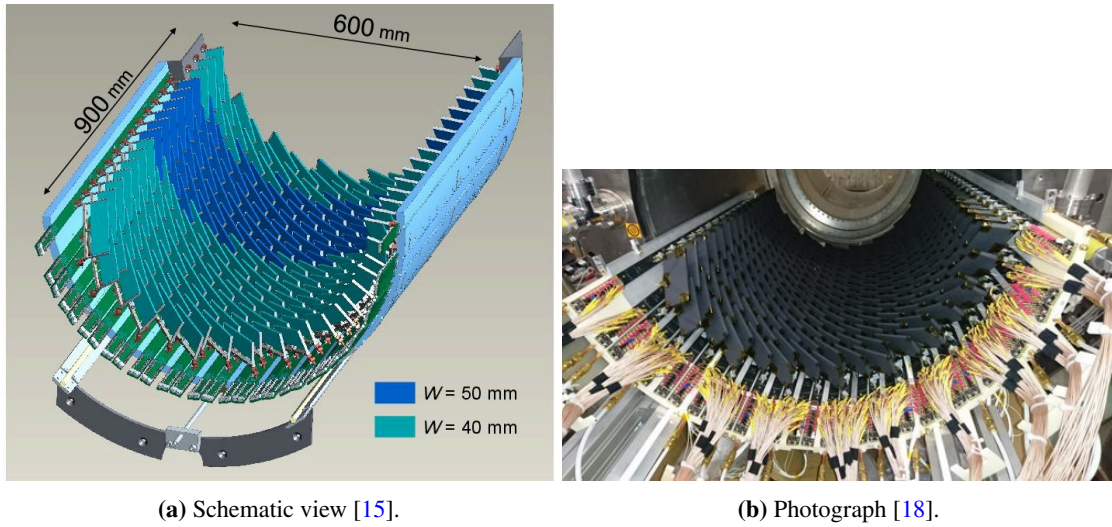 600 mm
900 mm
W = 50 mm
W = 40 mm
(a) Schematic view [15].
(b) Photograph [18].